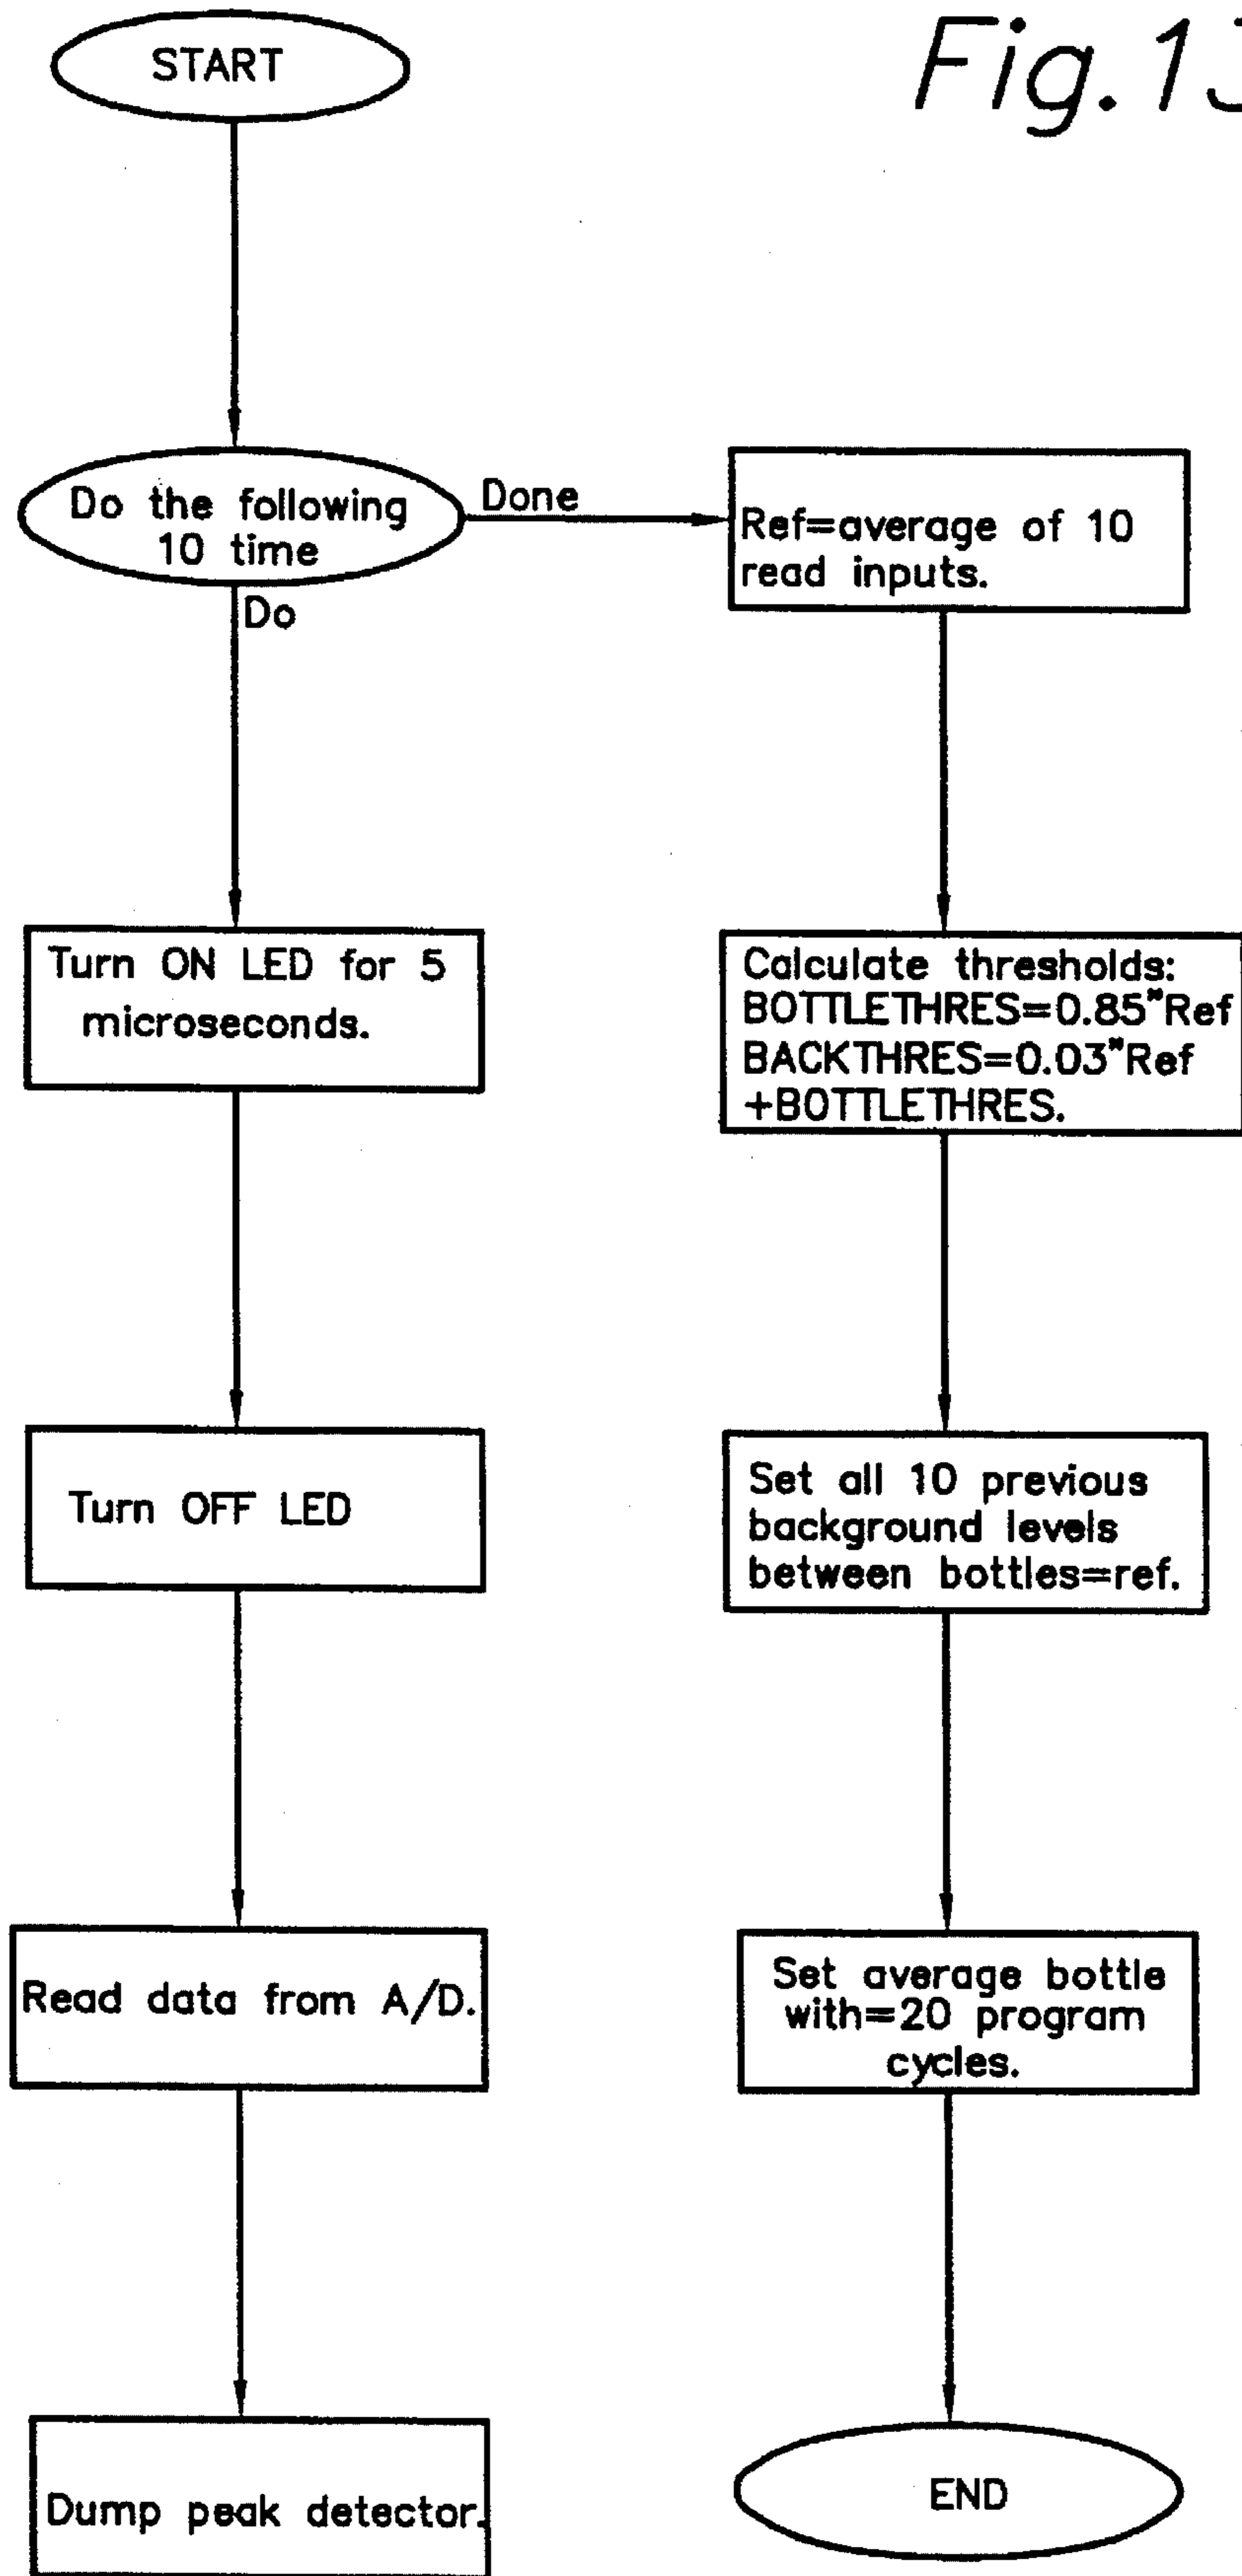 Fig.13
START
Do the following
10 time
Done
Do
Ref=average of 10
read inputs.
Turn ON LED for 5
microseconds.
Calculate thresholds:
BOTTLETHRES=0.85*Ref
BACKTHRES=0.03*Ref
+BOTTLETHRES.
Turn OFF LED
Set all 10 previous
background levels
between bottles=ref.
Read data from A/D.
Set average bottle
with=20 program
cycles.
Dump peak detector.
END